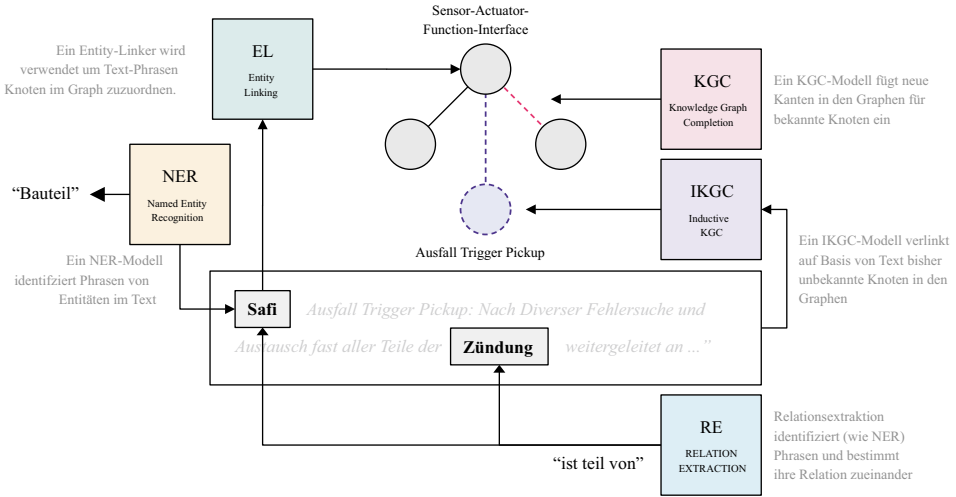 Sensor-Actuator-
Function-Interface
Ein Entity-Linker wird
verwendet um Text-Phrasen
Knoten im Graph zuzuordnen.
EL
Entity
Linking
KGC
Knowledge Graph
Completion
Ein KGC-Modell fügt neue
Kanten in den Graphen für
bekannte Knoten ein
“Bauteil”
NER
Named Entity
Recognition
IKGC
Inductive
KGC
Ausfall Trigger Pickup
Ein NER-Modell
identifziert Phrasen von
Entitäten im Text
Ein IKGC-Modell verlinkt
auf Basis von Text bisher
unbekannte Knoten in den
Graphen
Safi Ausfall Trigger Pickup: Nach Diverser Fehlersuche und
Austausch fast aller Teile der Zündung weitergeleitet an ...”
RE
RELATION
EXTRACTION
“ist teil von”
Relationsextraktion
identifiziert (wie NER)
Phrasen und bestimmt
ihre Relation zueinander